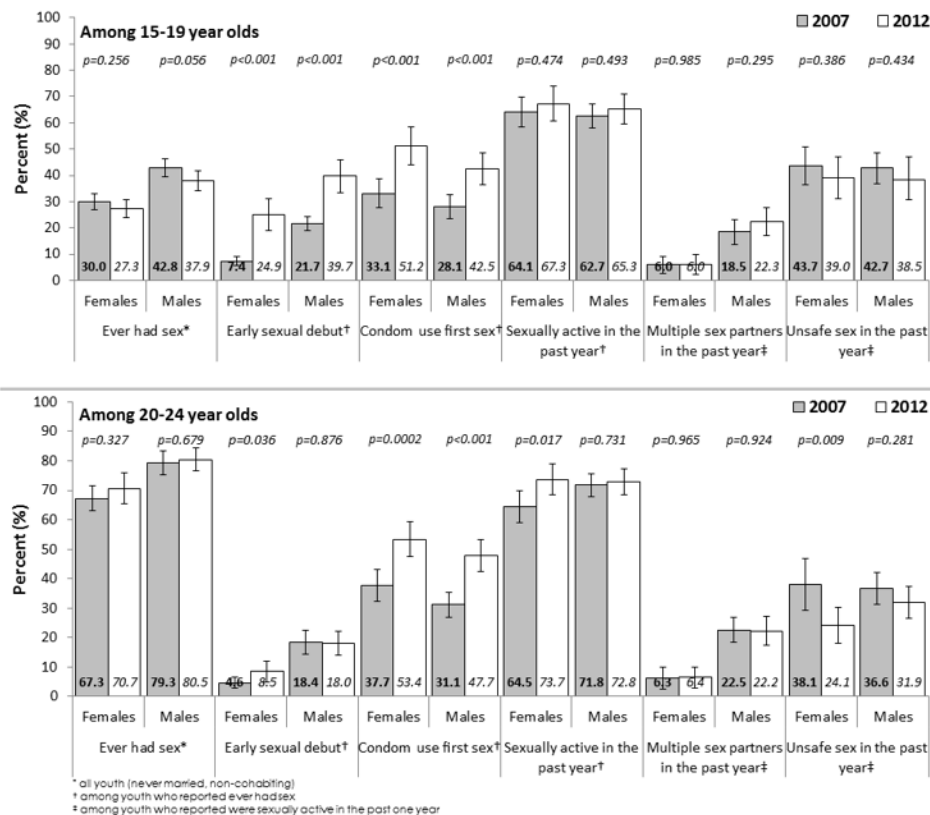 Among 15-19 year olds
2007 2012
p=0.256 p=0.056 p<0.001 p<0.001 p<0.001 p<0.001 p=0.474 p=0.493 p=0.985 p=0.295 p=0.386 p=0.434
Percent (%)
100
90
80
70
60
50
40
30
20
10
0
30.0 27.3 42.8 37.9 7.4 24.9 21.7 39.7 33.1 51.2 28.1 42.5 64.1 67.3 62.7 65.3 6.0 6.0 18.5 22.3 43.7 39.0 42.7 38.5
Females Males Females Males Females Males Females Males Females Males Females Males
Ever had sex* Early sexual debut† Condom use first sex† Sexually active in the Multiple sex partners Unsafe sex in the past
past year† in the past year‡ year‡
Among 20-24 year olds
2007 2012
p=0.327 p=0.679 p=0.036 p=0.876 p=0.0002 p<0.001 p=0.017 p=0.731 p=0.965 p=0.924 p=0.009 p=0.281
Percent (%)
100
90
80
70
60
50
40
30
20
10
0
67.3 70.7 79.3 80.5 4.6 8.5 18.4 18.0 37.7 53.4 31.1 47.7 64.5 73.7 71.8 72.8 6.3 6.4 22.5 22.2 38.1 24.1 36.6 31.9
Females Males Females Males Females Males Females Males Females Males Females Males
Ever had sex* Early sexual debut† Condom use first sex† Sexually active in the Multiple sex partners Unsafe sex in the past
past year† in the past year‡ year‡
* all youth (never married, non-cohabiting)
† among youth who reported ever had sex
‡ among youth who reported were sexually active in the past one year